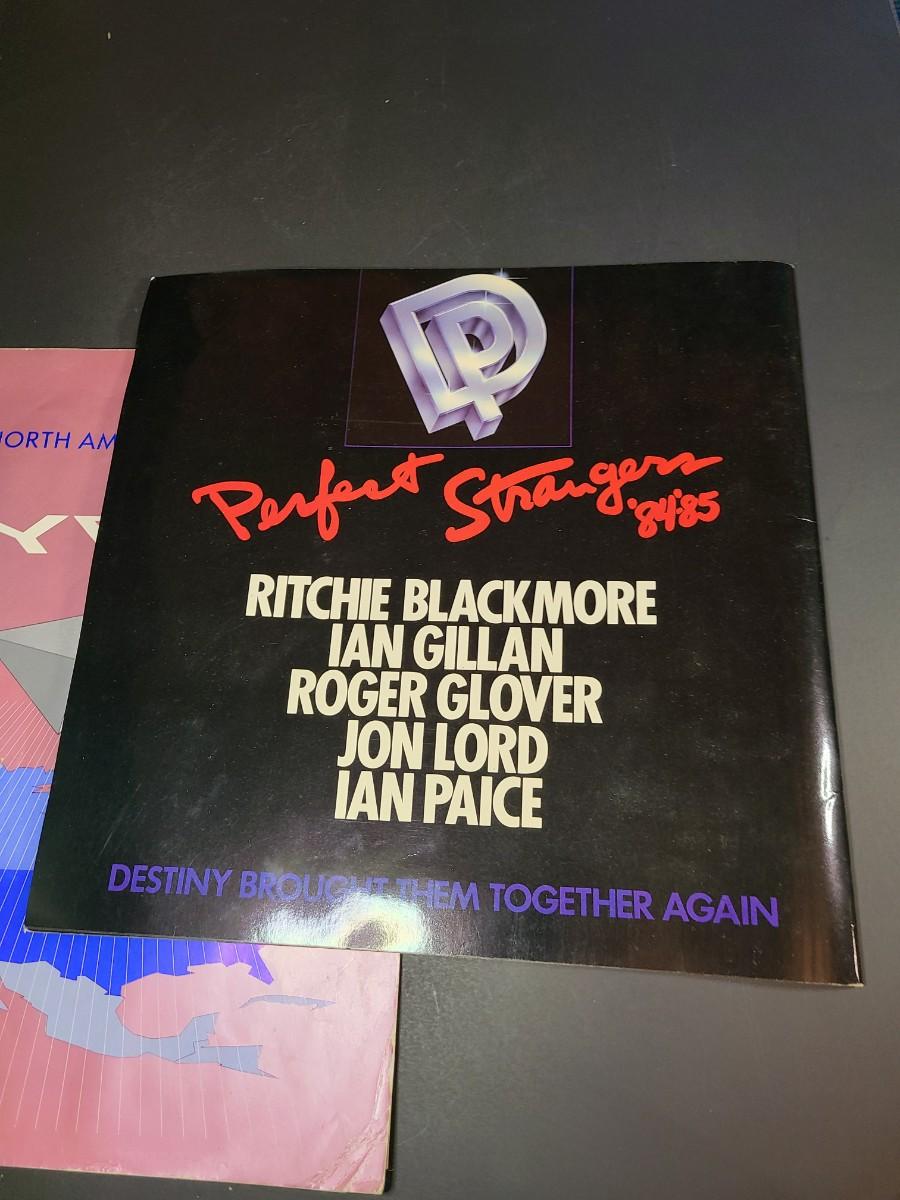 DP
Perfect Strangers
'84'85
RITCHIE BLACKMORE
IAN GILLAN
ROGER GLOVER
JON LORD
IAN PAICE
DESTINY BROUGHT THEM TOGETHER AGAIN
NORTH AM